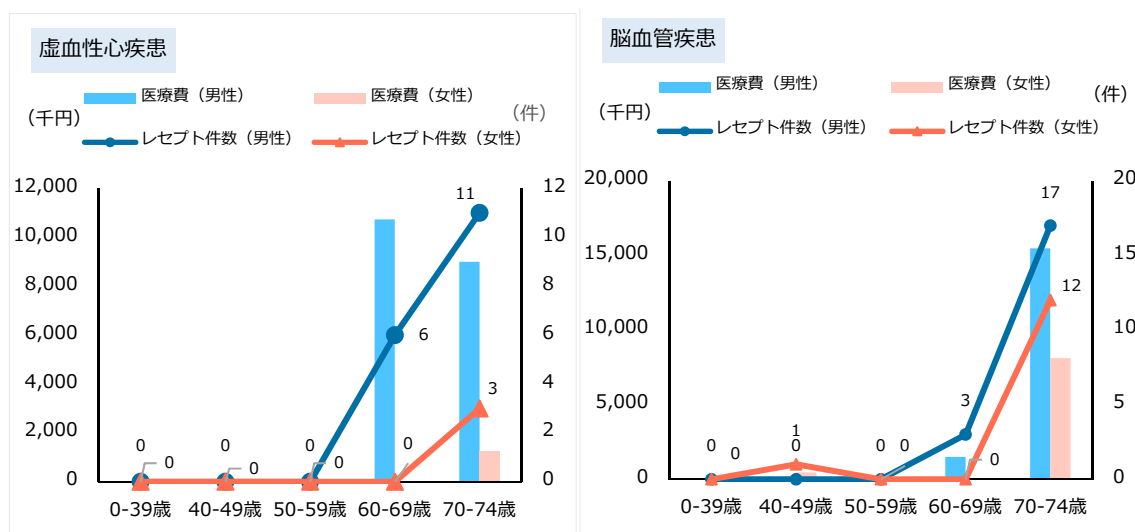 虚血性心疾患
医療費（男性）
医療費（女性）
（千円）
（件）
レセプト件数（男性）
レセプト件数（女性）
12,000
10,000
8,000
6,000
4,000
2,000
0
12
10
8
6
4
2
0
0
0
0
0
0
0
0
6
11
3
0-39歳
40-49歳
50-59歳
60-69歳
70-74歳
脳血管疾患
医療費（男性）
医療費（女性）
（千円）
（件）
レセプト件数（男性）
レセプト件数（女性）
20,000
15,000
10,000
5,000
0
20
15
10
5
0
0
0
1
0
0
0
3
0
17
12
0-39歳
40-49歳
50-59歳
60-69歳
70-74歳